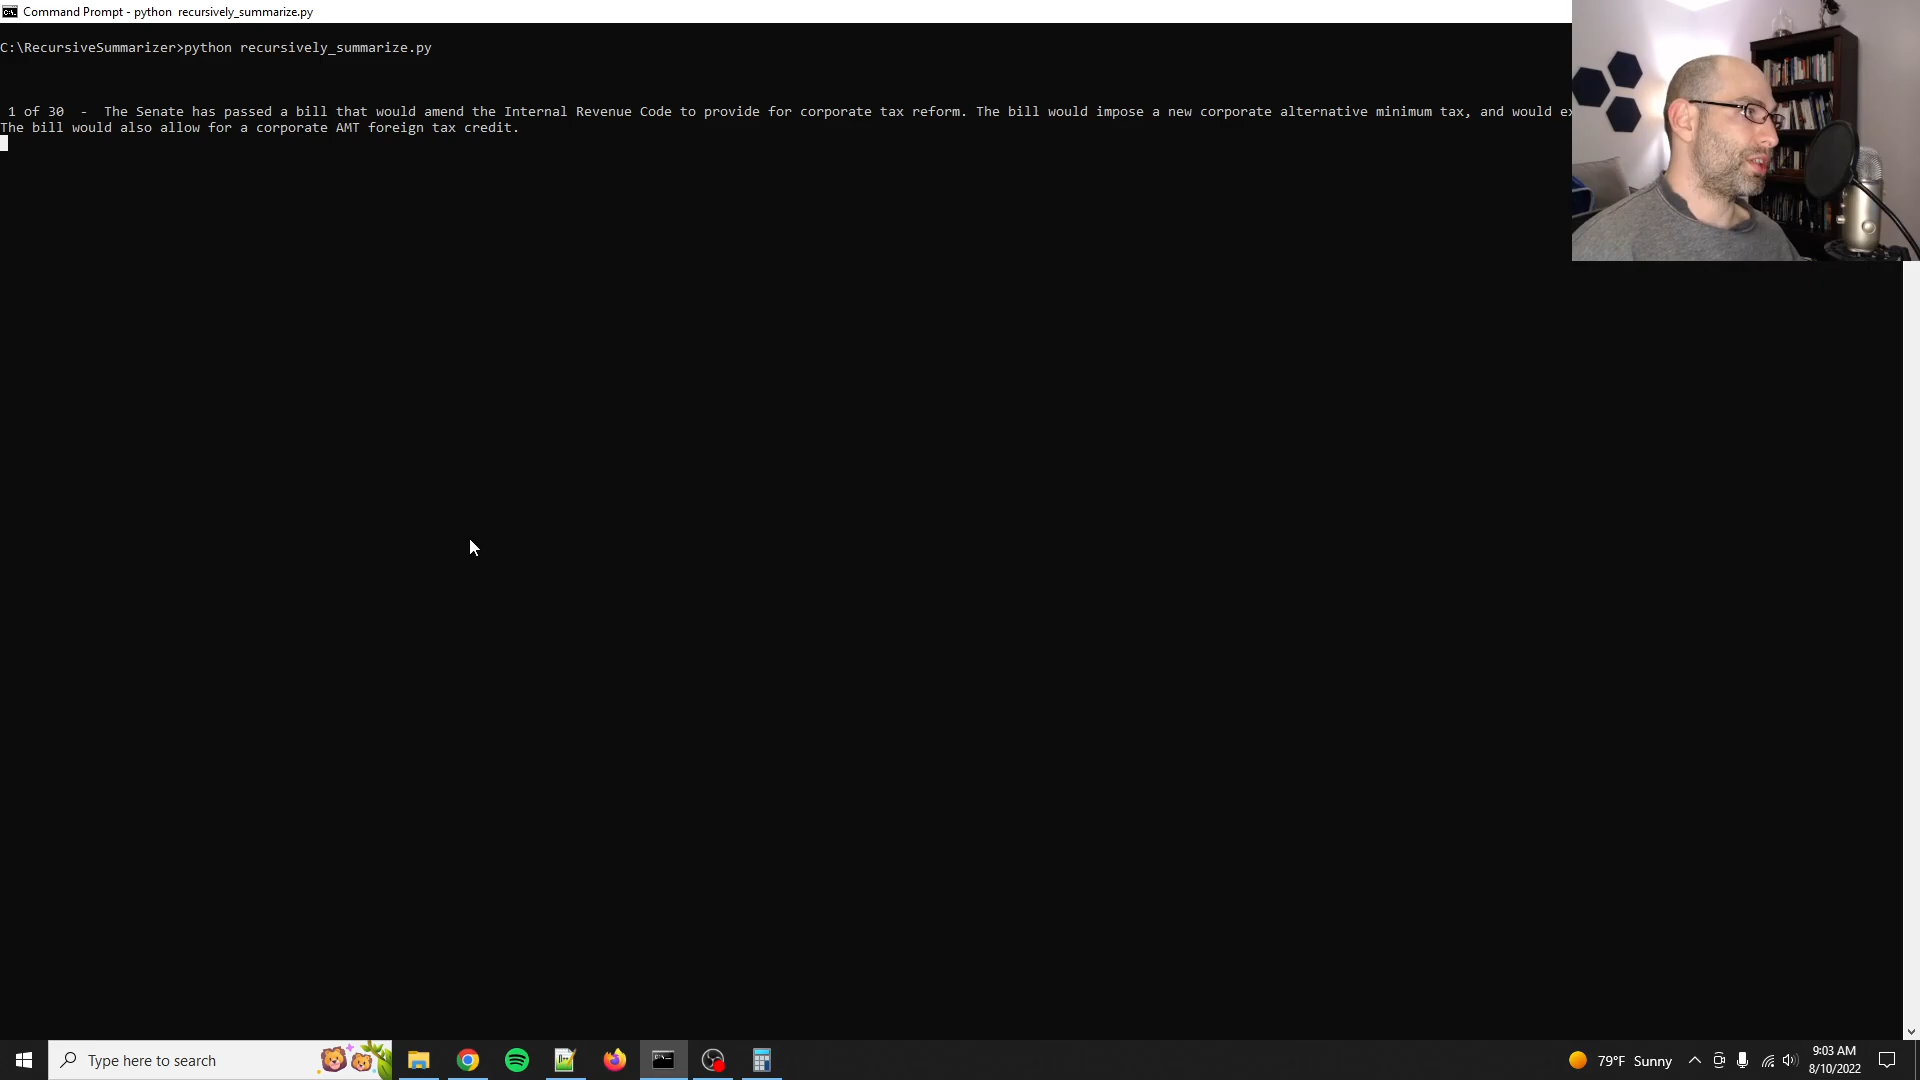 Command Prompt - python  recursively_summarize.py
C:\RecursiveSummarizer>python recursively_summarize.py
1 of 30  -  The Senate has passed a bill that would amend the Internal Revenue Code to provide for corporate tax reform. The bill would impose a new corporate alternative minimum tax, and would
The bill would also allow for a corporate AMT foreign tax credit.
Type here to search
79°F Sunny
9:03 AM
8/10/2022